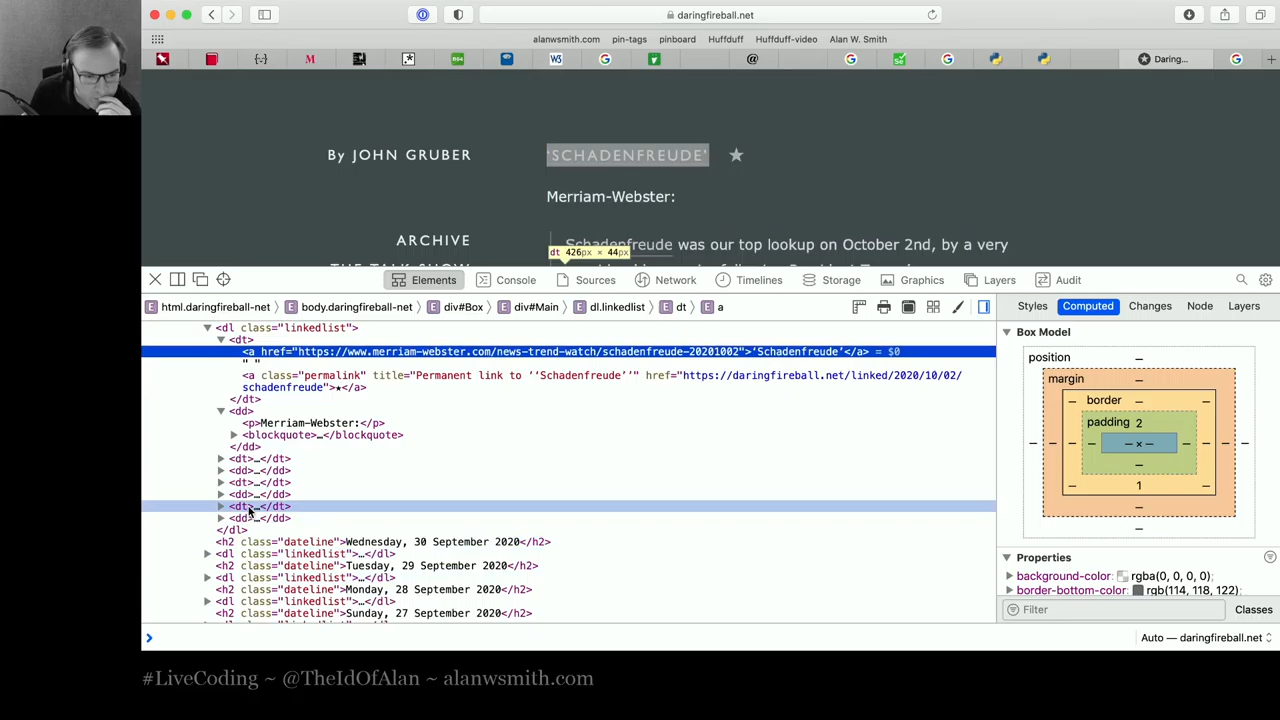 daringfireball.net
alanwsmith.com pin-tags pinboard Huffduff Huffduff-video Alan W. Smith
Daring...
By JOHN GRUBER
‘SCHADENFREUDE’ ★
Merriam-Webster:
ARCHIVE
Schadenfreude was our top lookup on October 2nd, by a very
dt 426px × 44px
Elements Console Sources Network Timelines Storage Graphics Layers Audit
E html.daringfireball-net E body.daringfireball-net E div#Box E div#Main E dl.linkedlist E dt E a
Styles Computed Changes Node Layers
<dl class="linkedlist">
<dt>
<a href="https://www.merriam-webster.com/news-trend-watch/schadenfreude-20201002">‘Schadenfreude’</a> = $0
" "
<a class="permalink" title="Permanent link to ‘‘Schadenfreude’’" href="https://daringfireball.net/linked/2020/10/02/
schadenfreude">★</a>
</dt>
<dd>
<p>Merriam-Webster:</p>
<blockquote>…</blockquote>
</dd>
<dt>…</dt>
<dd>…</dd>
<dt>…</dt>
<dd>…</dd>
<dt>…</dt>
<dd>…</dd>
</dl>
<h2 class="dateline">Wednesday, 30 September 2020</h2>
<dl class="linkedlist">…</dl>
<h2 class="dateline">Tuesday, 29 September 2020</h2>
<dl class="linkedlist">…</dl>
<h2 class="dateline">Monday, 28 September 2020</h2>
<dl class="linkedlist">…</dl>
<h2 class="dateline">Sunday, 27 September 2020</h2>
Box Model
position –
margin –
border –
padding 2
– × –
–
1
–
–
Properties
background-color: rgba(0, 0, 0, 0);
border-bottom-color: rgb(114, 118, 122);
Filter Classes
Auto — daringfireball.net
#LiveCoding ~ @TheIdOfAlan ~ alanwsmith.com